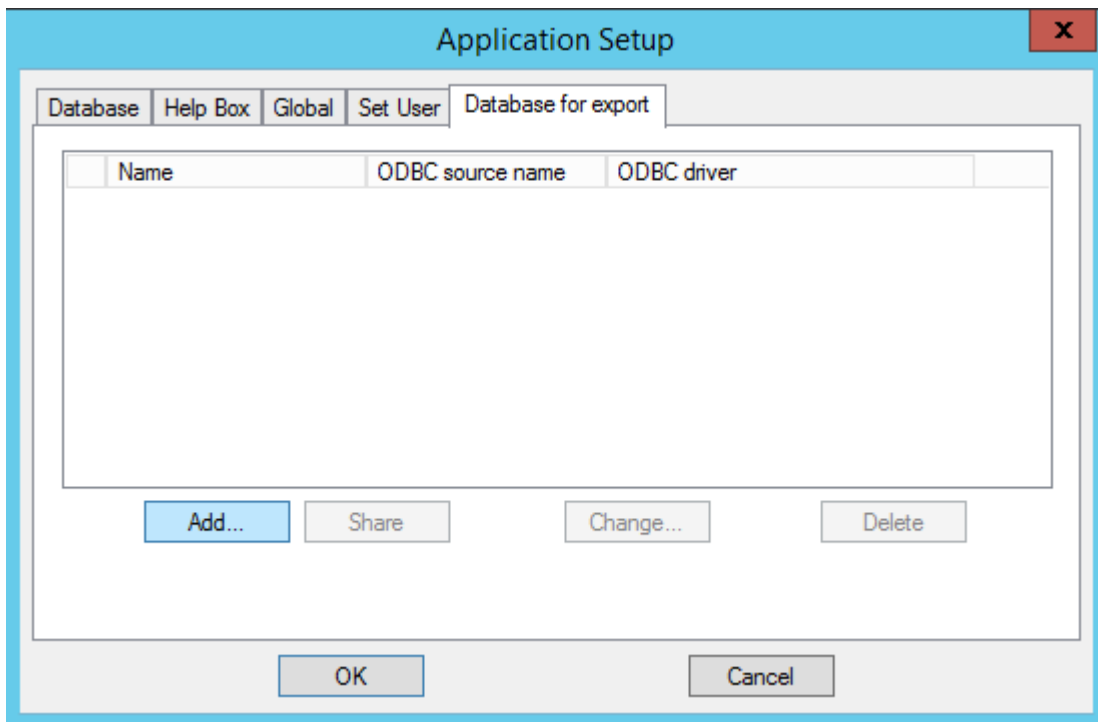 Application Setup
x
Database Help Box Global Set User Database for export
Name ODBC source name ODBC driver
Add... Share Change... Delete
OK Cancel